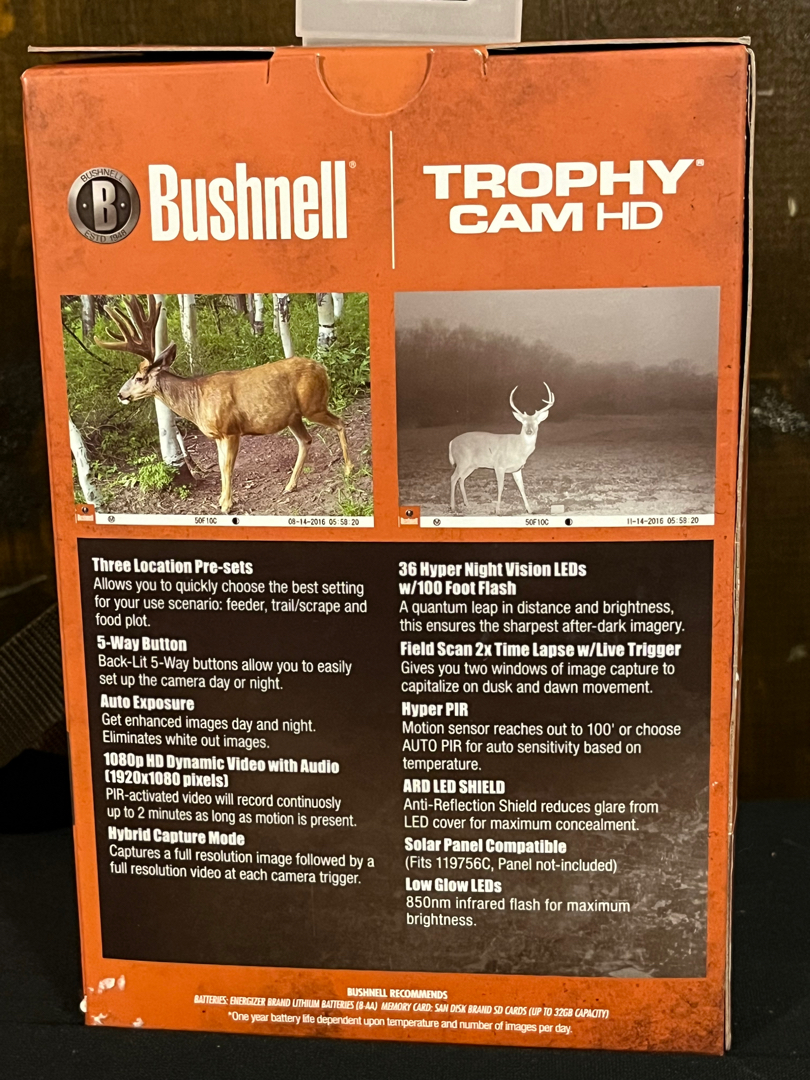 BUSHNELL
B
ESTD 1948
Bushnell®
TROPHY®
CAM HD
M 50F10C 08-14-2016 05:58:20
M 50F10C 11-14-2016 05:58:20
Three Location Pre-sets
Allows you to quickly choose the best setting
for your use scenario: feeder, trail/scrape and
food plot.
5-Way Button
Back-Lit 5-Way buttons allow you to easily
set up the camera day or night.
Auto Exposure
Get enhanced images day and night.
Eliminates white out images.
1080p HD Dynamic Video with Audio
(1920x1080 pixels)
PIR-activated video will record continuosly
up to 2 minutes as long as motion is present.
Hybrid Capture Mode
Captures a full resolution image followed by a
full resolution video at each camera trigger.
36 Hyper Night Vision LEDs
w/100 Foot Flash
A quantum leap in distance and brightness,
this ensures the sharpest after-dark imagery.
Field Scan 2x Time Lapse w/Live Trigger
Gives you two windows of image capture to
capitalize on dusk and dawn movement.
Hyper PIR
Motion sensor reaches out to 100' or choose
AUTO PIR for auto sensitivity based on
temperature.
ARD LED SHIELD
Anti-Reflection Shield reduces glare from
LED cover for maximum concealment.
Solar Panel Compatible
(Fits 119756C, Panel not-included)
Low Glow LEDs
850nm infrared flash for maximum
brightness.
BUSHNELL RECOMMENDS
BATTERIES: ENERGIZER BRAND LITHIUM BATTERIES (8-AA) MEMORY CARD: SAN DISK BRAND SD CARDS (UP TO 32GB CAPACITY)
*One year battery life dependent upon temperature and number of images per day.